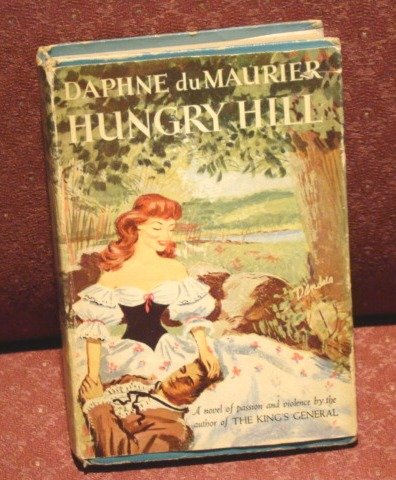 DAPHNE du MAURIER
HUNGRY HILL
A novel of passion and violence by the
author of THE KING'S GENERAL